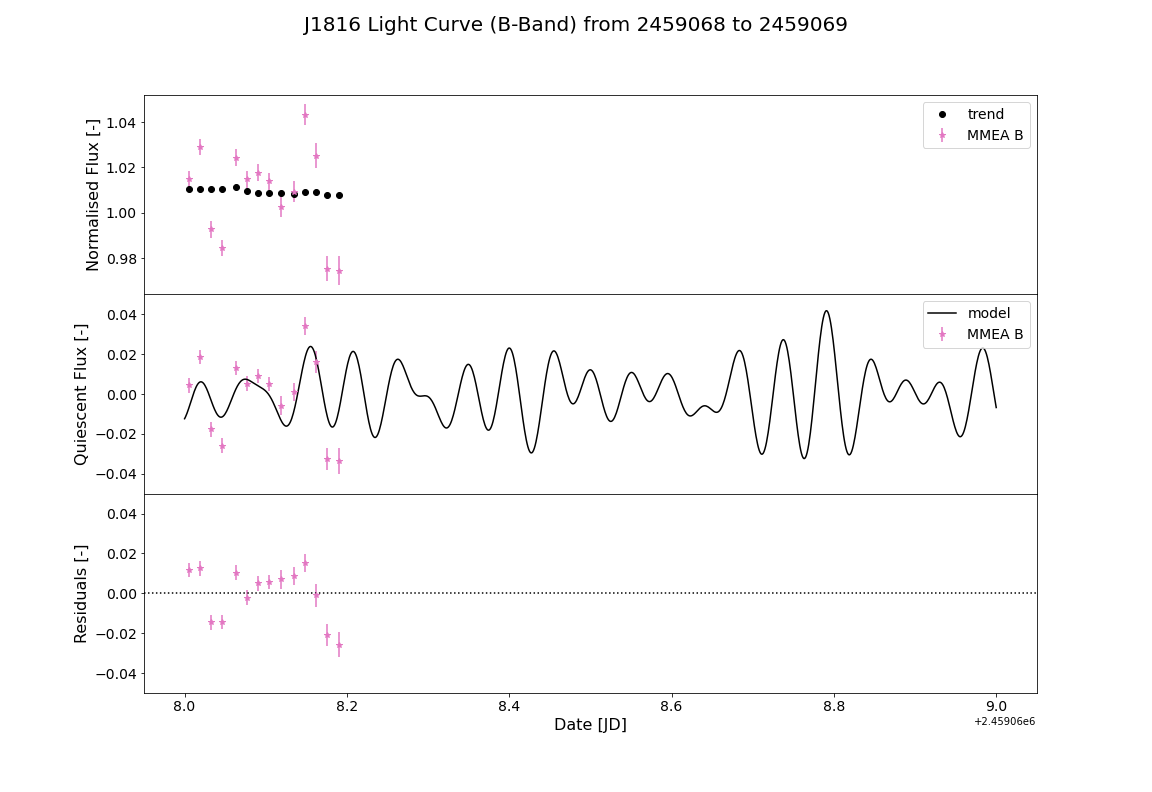 J1816 Light Curve (B-Band) from 2459068 to 2459069
Normalised Flux [-]
1.04
1.02
1.00
0.98
trend
MMEA B
Quiescent Flux [-]
0.04
0.02
0.00
−0.02
−0.04
model
MMEA B
Residuals [-]
0.04
0.02
0.00
−0.02
−0.04
8.0 8.2 8.4 8.6 8.8 9.0
Date [JD]
+2.45906e6